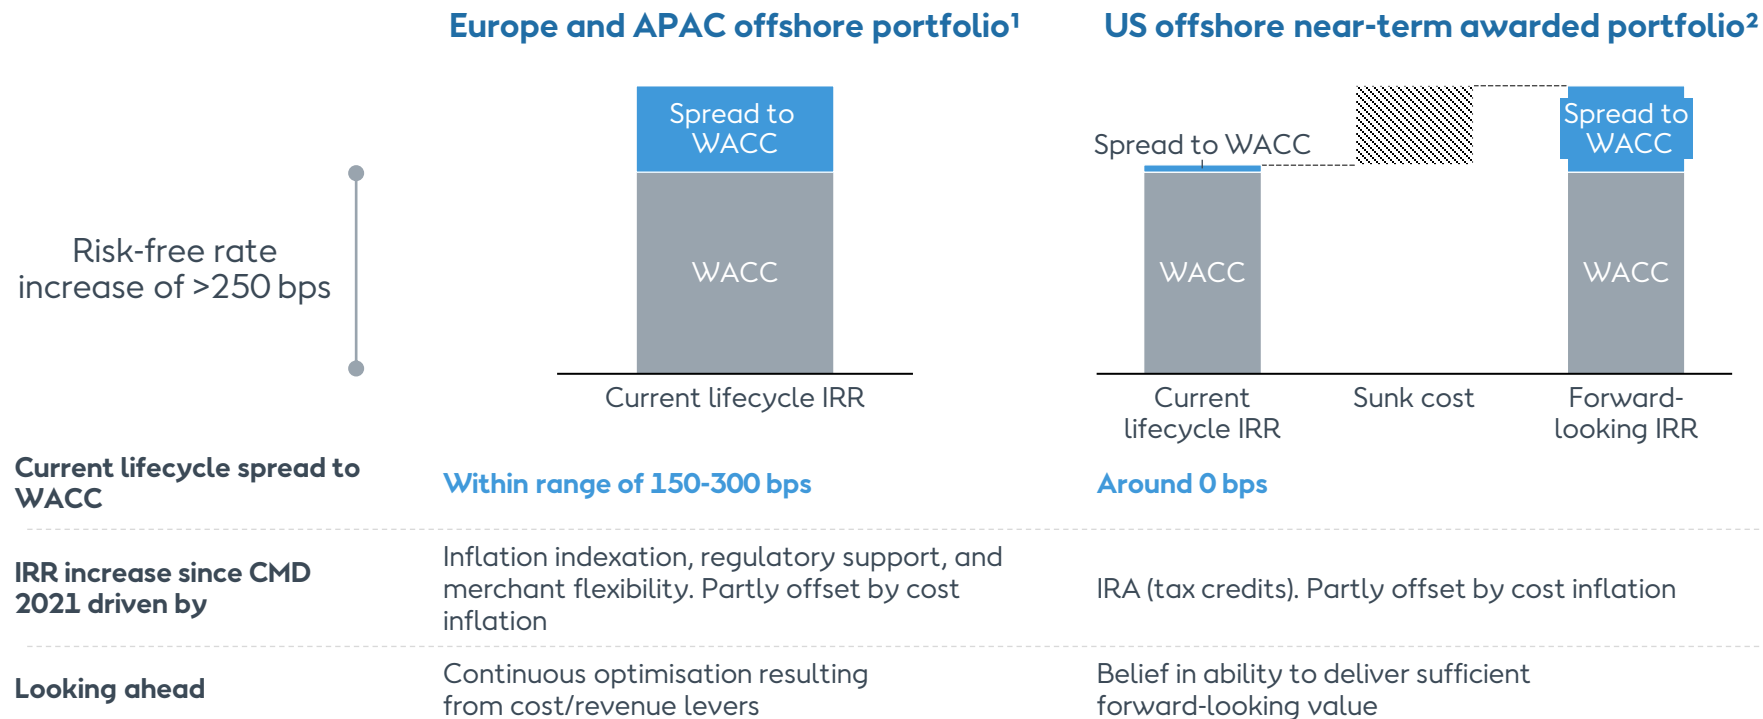 Europe and APAC offshore portfolio¹
US offshore near-term awarded portfolio²
Risk-free rate
increase of >250 bps
Spread to
WACC
WACC
Current lifecycle IRR
Spread to WACC
WACC
Current
lifecycle IRR
Sunk cost
Spread to
WACC
WACC
Forward-
looking IRR
Current lifecycle spread to
WACC
Within range of 150-300 bps
Around 0 bps
IRR increase since CMD
2021 driven by
Inflation indexation, regulatory support, and
merchant flexibility. Partly offset by cost
inflation
IRA (tax credits). Partly offset by cost inflation
Looking ahead
Continuous optimisation resulting
from cost/revenue levers
Belief in ability to deliver sufficient
forward-looking value